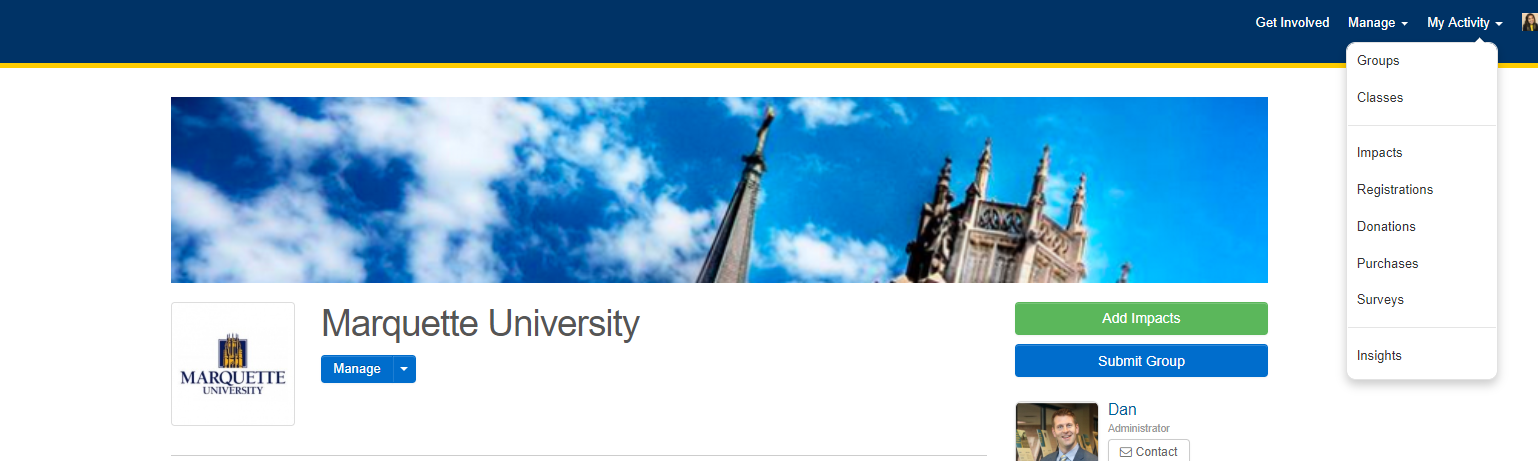 Get Involved Manage My Activity
Groups
Classes
Impacts
Registrations
Donations
Purchases
Surveys
Insights
MARQUETTE
UNIVERSITY
Marquette University
Manage
Add Impacts
Submit Group
Dan
Administrator
Contact